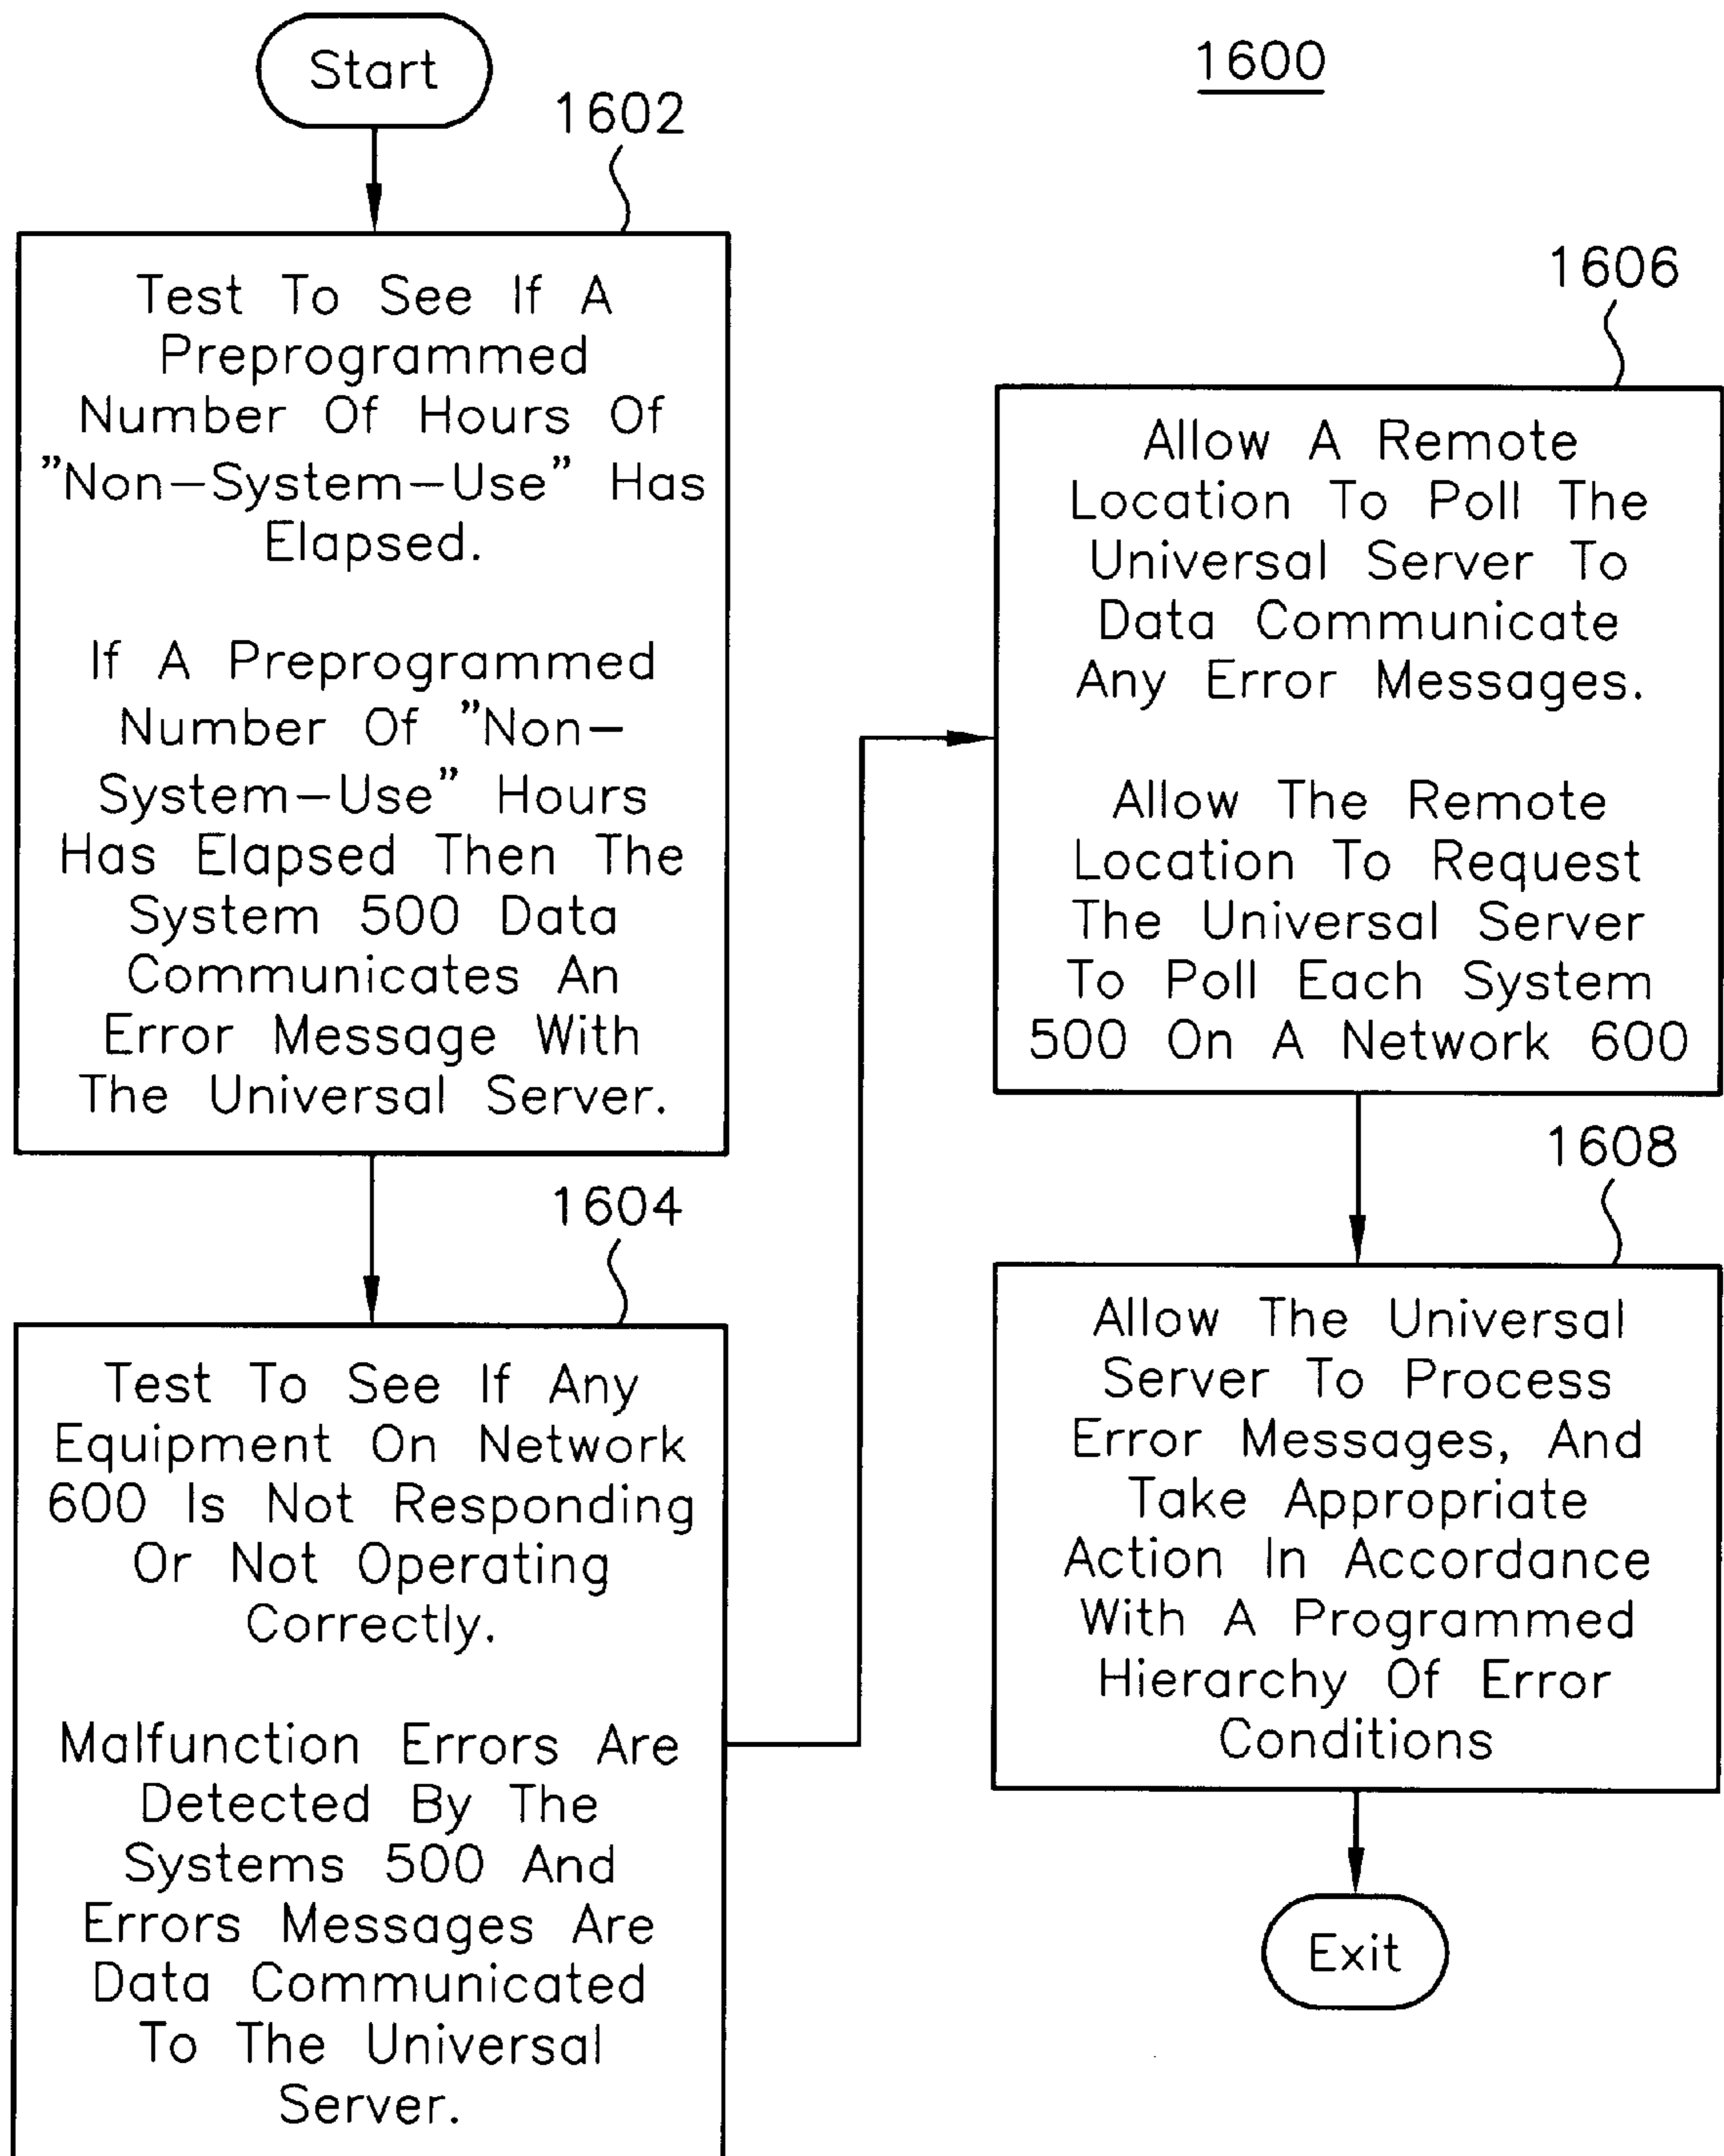 Start
1600
1602
Test To See If A
Preprogrammed
Number Of Hours Of
"Non-System-Use" Has
Elapsed.
If A Preprogrammed
Number Of "Non-
System-Use" Hours
Has Elapsed Then The
System 500 Data
Communicates An
Error Message With
The Universal Server.
1604
Test To See If Any
Equipment On Network
600 Is Not Responding
Or Not Operating
Correctly.
Malfunction Errors Are
Detected By The
Systems 500 And
Errors Messages Are
Data Communicated
To The Universal
Server.
1606
Allow A Remote
Location To Poll The
Universal Server To
Data Communicate
Any Error Messages.
Allow The Remote
Location To Request
The Universal Server
To Poll Each System
500 On A Network 600
1608
Allow The Universal
Server To Process
Error Messages, And
Take Appropriate
Action In Accordance
With A Programmed
Hierarchy Of Error
Conditions
Exit